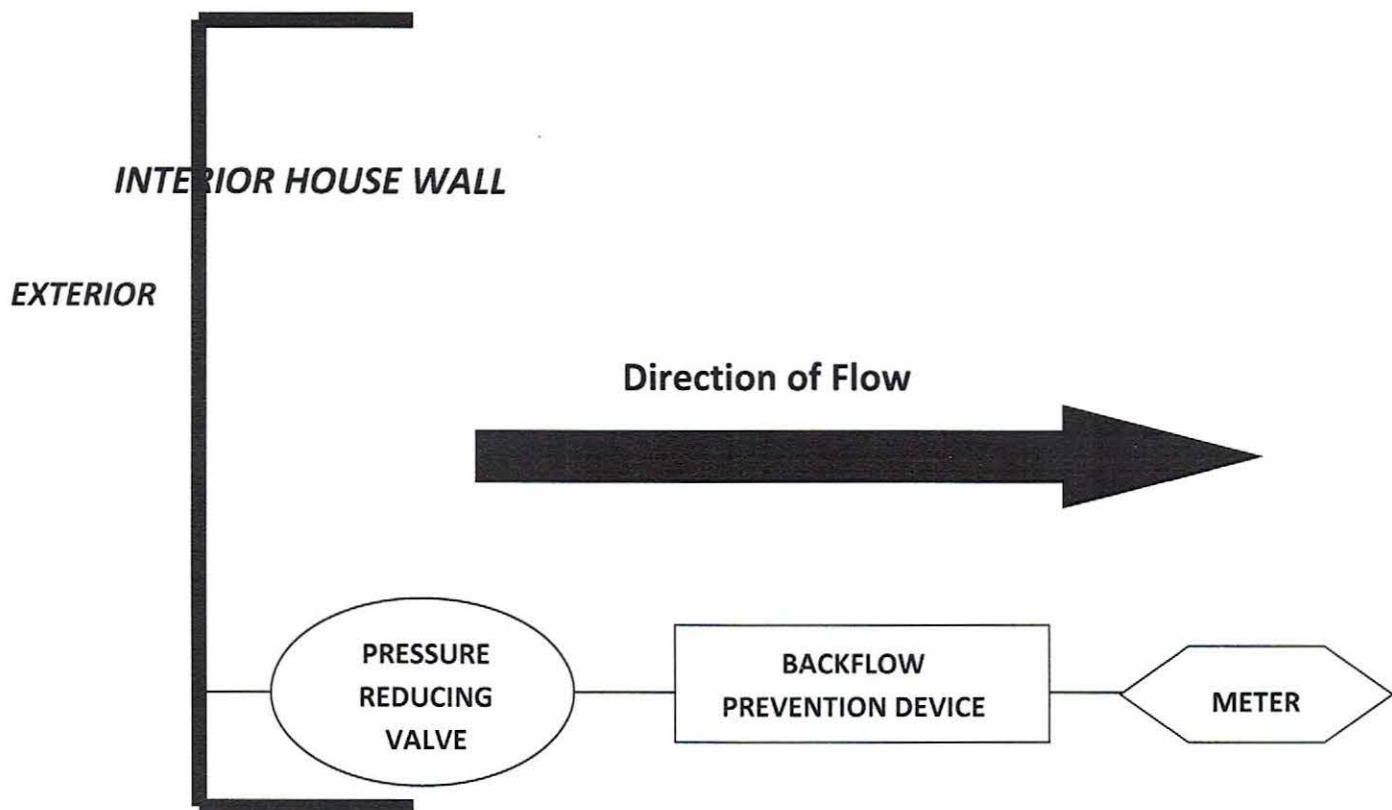 INTERIOR HOUSE WALL
EXTERIOR
Direction of Flow
PRESSURE
REDUCING
VALVE
BACKFLOW
PREVENTION DEVICE
METER